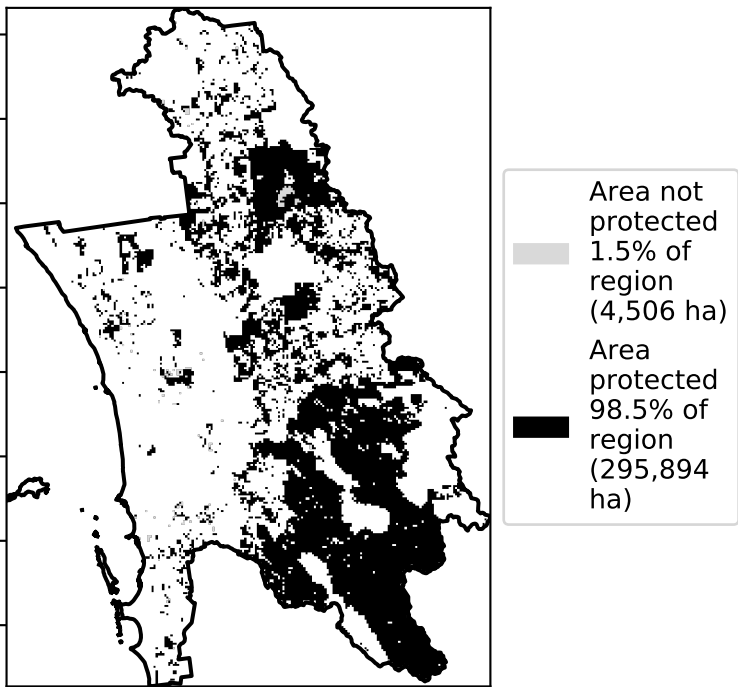 Area not
protected
1.5% of
region
(4,506 ha)
Area
protected
98.5% of
region
(295,894
ha)